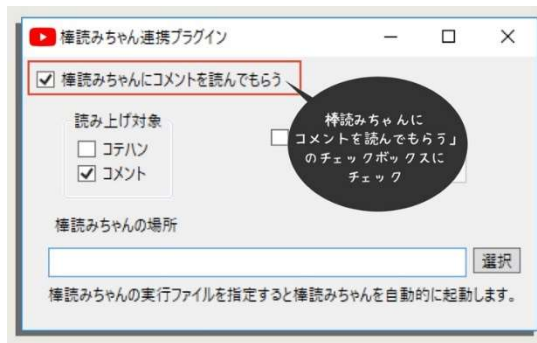 棒読みちゃん連携プラグイン
棒読みちゃんにコメントを読んでもらう
棒読みちゃんに
コメントを読んでもらう」
のチェックボックスに
チェック
読み上げ対象
コテハン
コメント
棒読みちゃんの場所
選択
棒読みちゃんの実行ファイルを指定すると棒読みちゃんを自動的に起動します。